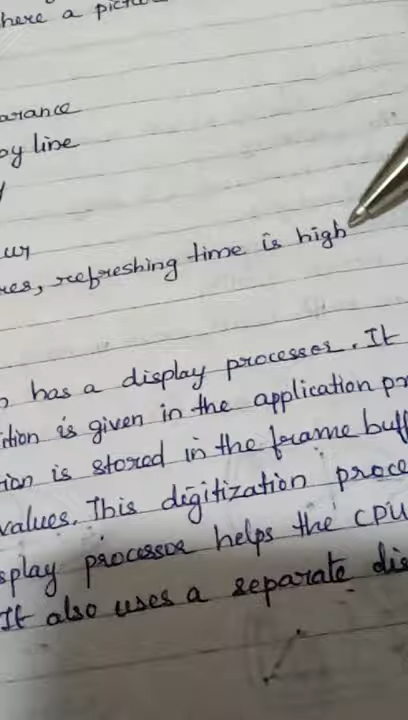 here a pictu
arance
by line
y
ur
res, refreshing time is high
has a display processor. It
ition is given in the application pr
tion is stored in the frame buff
values. This digitization proce
splay processor helps the CPU
It also uses a separate dis